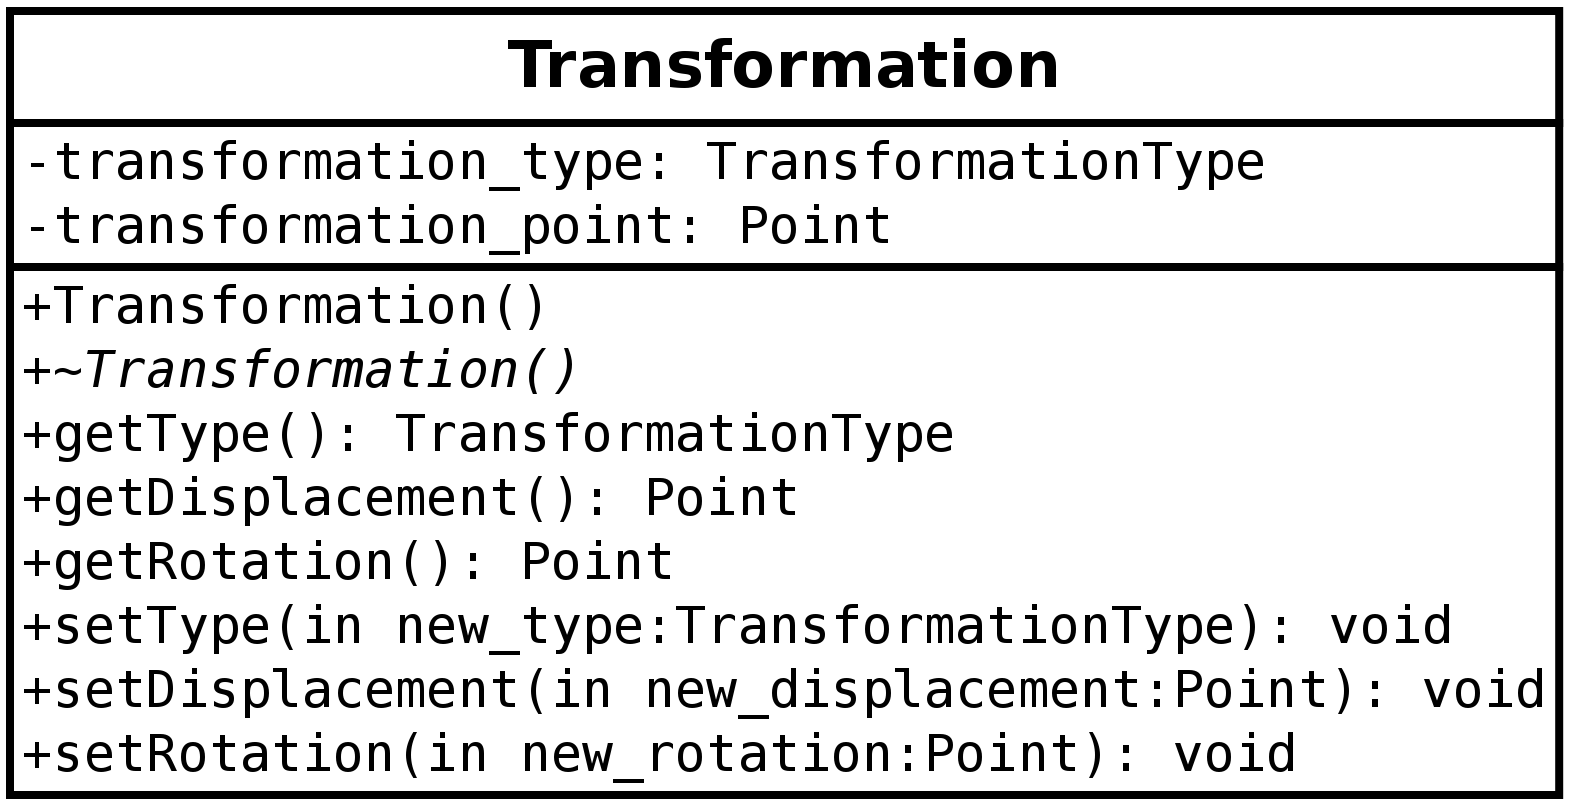 Transformation
-transformation_type: TransformationType
-transformation_point: Point
+Transformation()
+~Transformation()
+getType(): TransformationType
+getDisplacement(): Point
+getRotation(): Point
+setType(in new_type:TransformationType): void
+setDisplacement(in new_displacement:Point): void
+setRotation(in new_rotation:Point): void